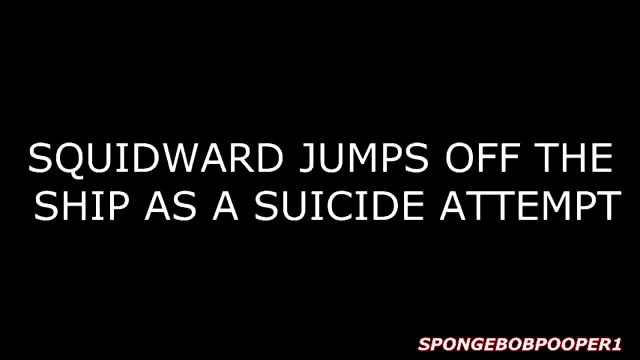 SQUIDWARD JUMPS OFF THE
SHIP AS A SUICIDE ATTEMPT
SPONGEBOBPOOPER1